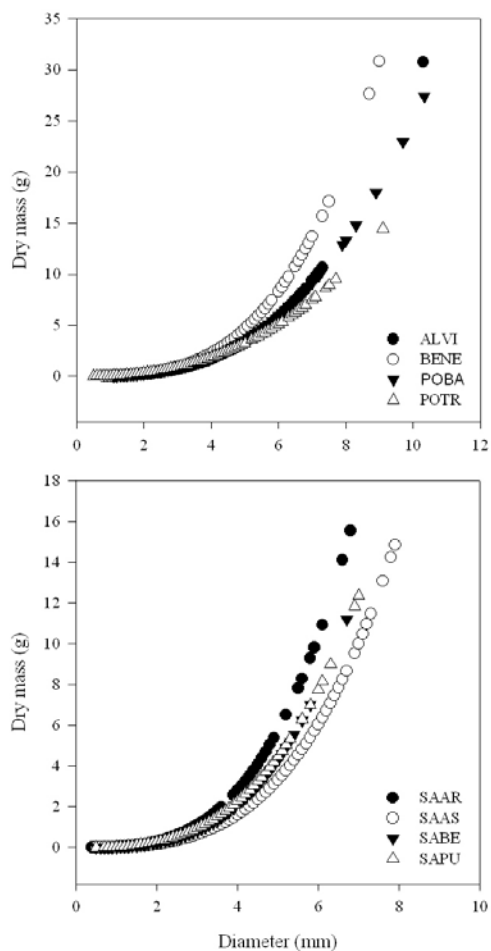 35
30
25
20
15
10
5
0
Dry mass (g)
ALVI
BENE
POBA
POTR
0 2 4 6 8 10 12
18
16
14
12
10
8
6
4
2
0
Dry mass (g)
SAAR
SAAS
SABE
SAPU
0 2 4 6 8 10
Diameter (mm)